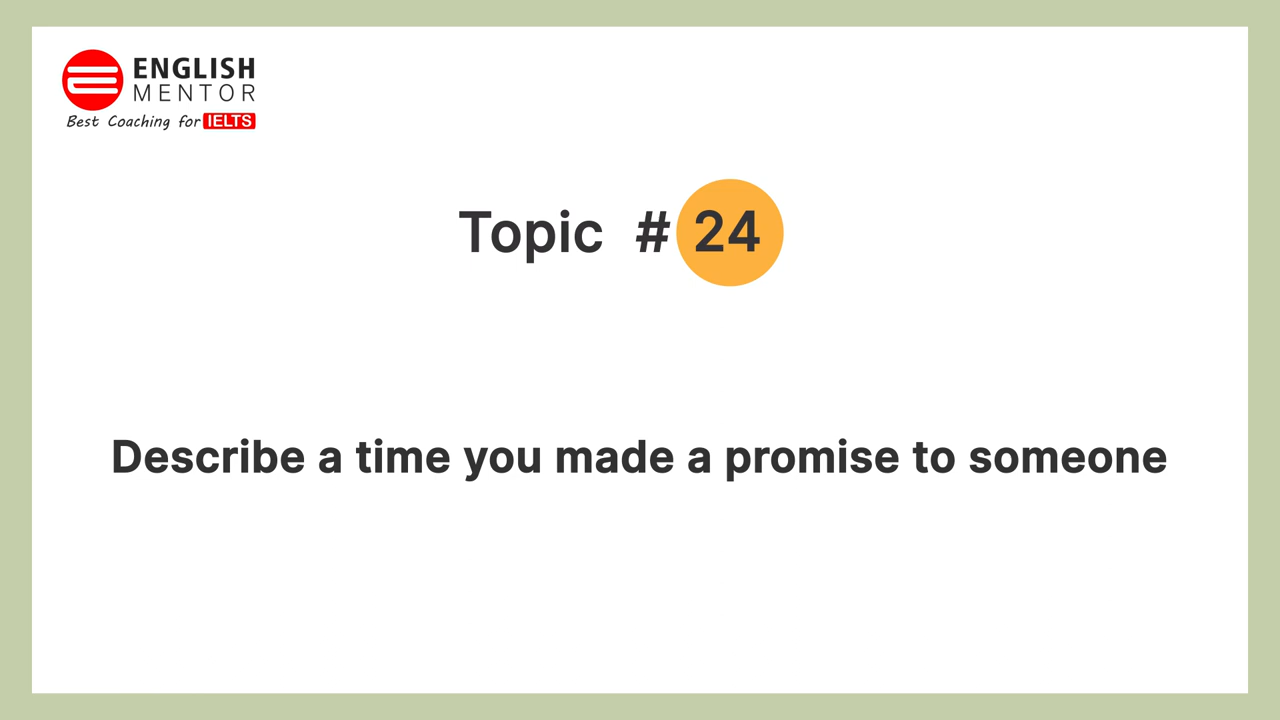 ENGLISH
MENTOR
Best Coaching for IELTS
Topic # 24
Describe a time you made a promise to someone